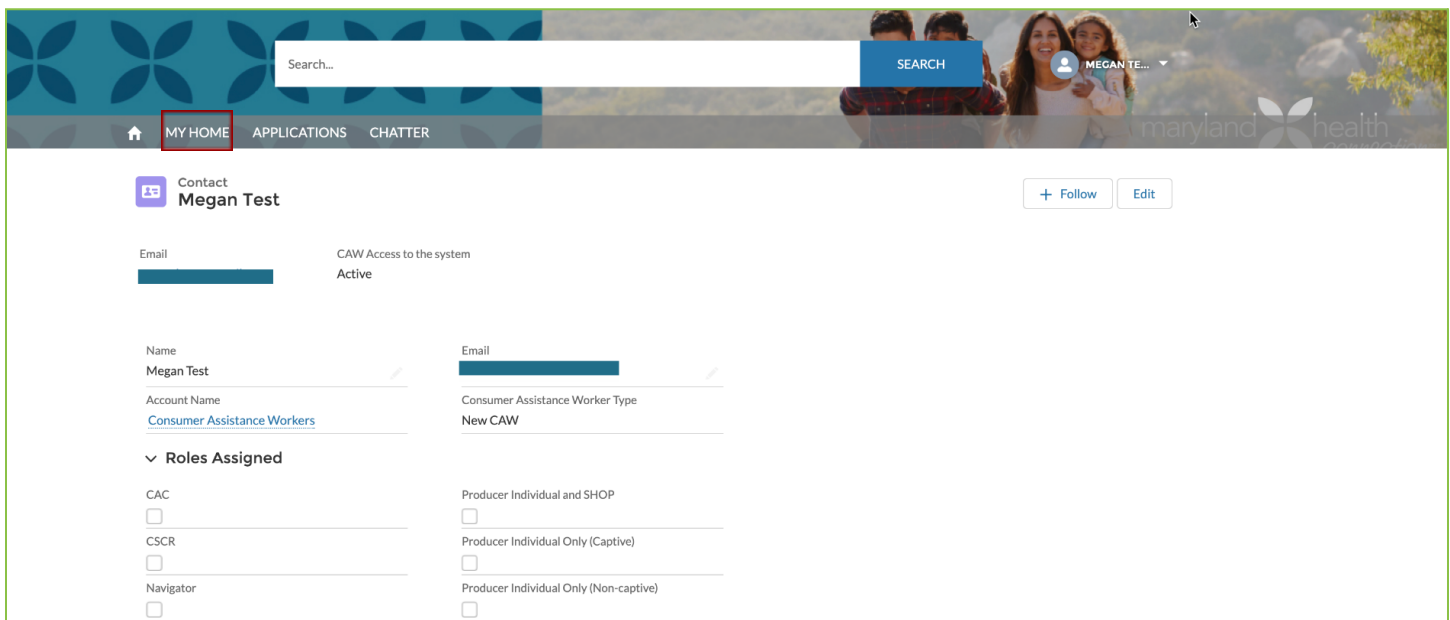 Search...
SEARCH
MEGAN TE...
MY HOME APPLICATIONS CHATTER
maryland health
connection
Contact
Megan Test
+ Follow Edit
Email CAW Access to the system
Active
Name Email
Megan Test
Account Name Consumer Assistance Worker Type
Consumer Assistance Workers New CAW
Roles Assigned
CAC Producer Individual and SHOP
CSCR Producer Individual Only (Captive)
Navigator Producer Individual Only (Non-captive)